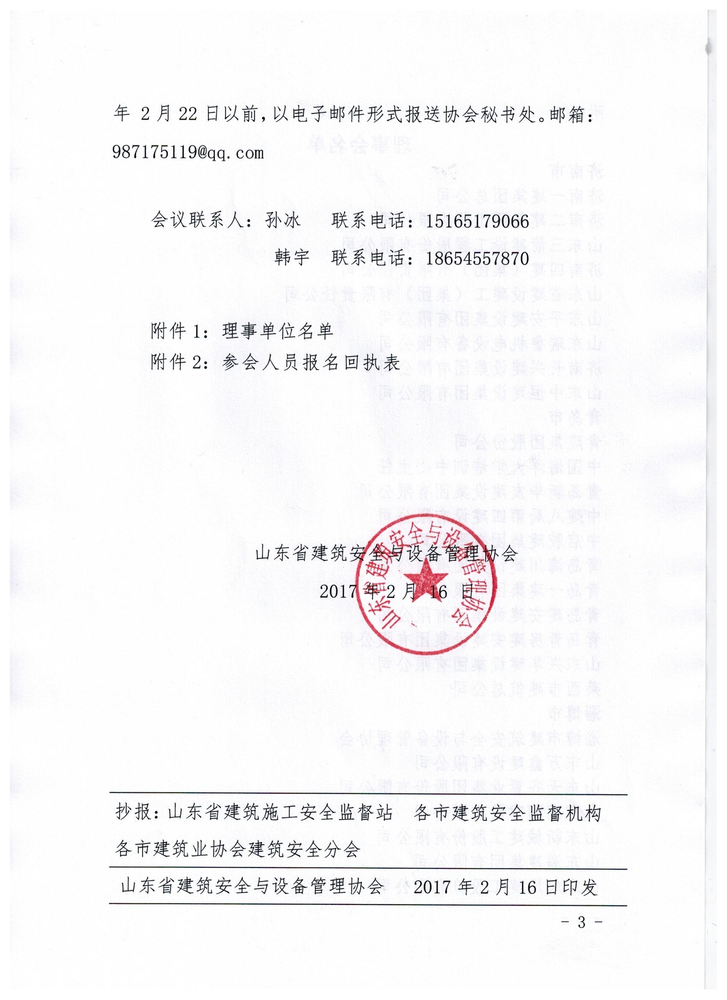 年 2 月 22 日以前，以电子邮件形式报送协会秘书处。邮箱：
987175119@qq.com
会议联系人：孙冰 联系电话：15165179066
韩宇 联系电话：18654557870
附件 1：理事单位名单
附件 2：参会人员报名回执表
山东省建筑安全与设备管理协会
2017 年 2 月 16 日
山东省建筑安全与设备管理协会
抄报：山东省建筑施工安全监督站 各市建筑安全监督机构
各市建筑业协会建筑安全分会
山东省建筑安全与设备管理协会 2017 年 2 月 16 日印发
- 3 -